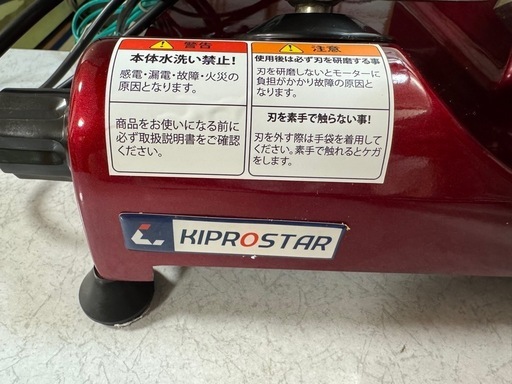 警告
本体水洗い禁止!
感電・漏電・故障・火災の
原因となります。
商品をお使いになる前に
必ず取扱説明書をご確認
ください。
注意
使用後は必ず刃を研磨する事
刃を研磨しないとモーターに
負担がかかり故障の原因
となります。
刃を素手で触らない事!
刃を外す際は手袋を着用して
ください。素手で触れるとケガ
をします。
KIPROSTAR